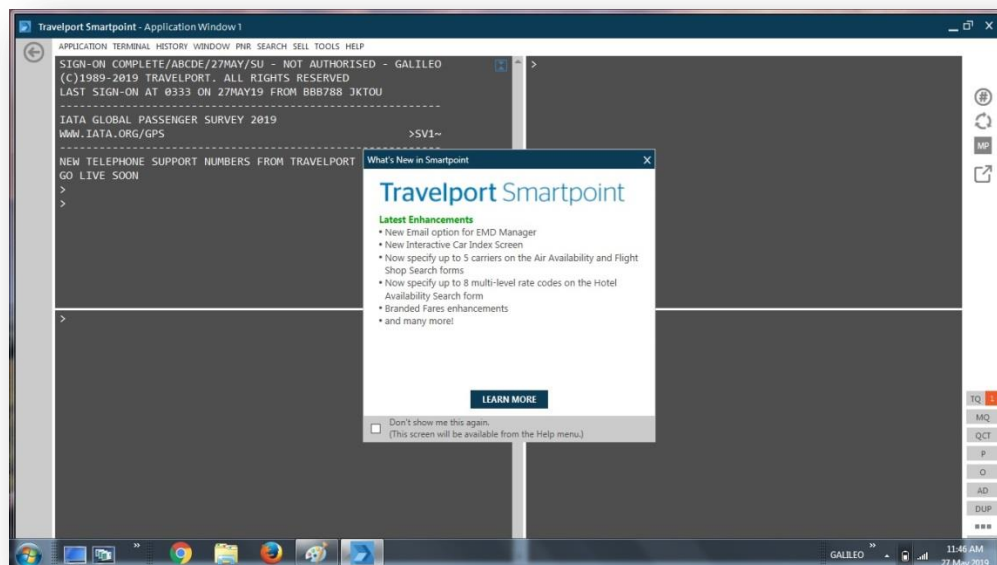 Travelport Smartpoint - Application Window 1
APPLICATION TERMINAL HISTORY WINDOW PNR SEARCH SELL TOOLS HELP
SIGN-ON COMPLETE/ABCDE/27MAY/SU - NOT AUTHORISED - GALILEO
(C)1989-2019 TRAVELPORT. ALL RIGHTS RESERVED
LAST SIGN-ON AT 0333 ON 27MAY19 FROM BBB788 JKTOU
----------------------------------------------------------
IATA GLOBAL PASSENGER SURVEY 2019
WWW.IATA.ORG/GPS >SV1~
----------------------------------------------------------
NEW TELEPHONE SUPPORT NUMBERS FROM TRAVELPORT
GO LIVE SOON
>
>
>
>
What's New in Smartpoint X
Travelport Smartpoint
Latest Enhancements
• New Email option for EMD Manager
• New Interactive Car Index Screen
• Now specify up to 5 carriers on the Air Availability and Flight
Shop Search forms
• Now specify up to 8 multi-level rate codes on the Hotel
Availability Search form
• Branded Fares enhancements
• and many more!
LEARN MORE
Don't show me this again.
(This screen will be available from the Help menu.)
#
MP
TQ 1
MQ
QCT
P
O
AD
DUP
GALILEO
11:46 AM
27 May 2019